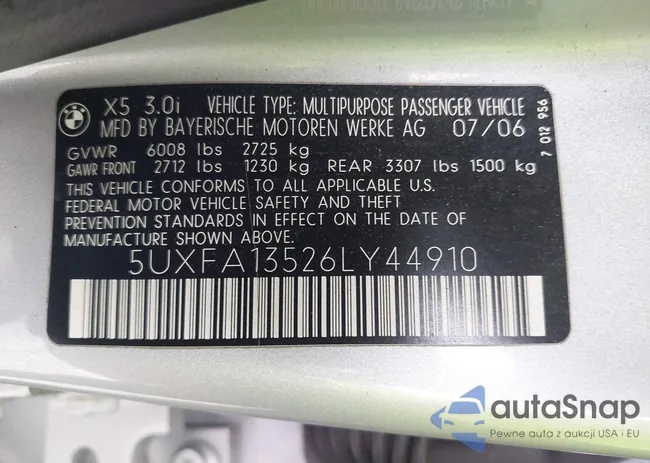 X5 3.0i VEHICLE TYPE: MULTIPURPOSE PASSENGER VEHICLE
MFD BY BAYERISCHE MOTOREN WERKE AG 07/06
GVWR 6008 lbs 2725 kg
GAWR FRONT 2712 lbs 1230 kg REAR 3307 lbs 1500 kg
THIS VEHICLE CONFORMS TO ALL APPLICABLE U.S.
FEDERAL MOTOR VEHICLE SAFETY AND THEFT
PREVENTION STANDARDS IN EFFECT ON THE DATE OF
MANUFACTURE SHOWN ABOVE.
5UXFA13526LY44910
7 012 956
autoSnap
Pewne auta z aukcji USA i EU